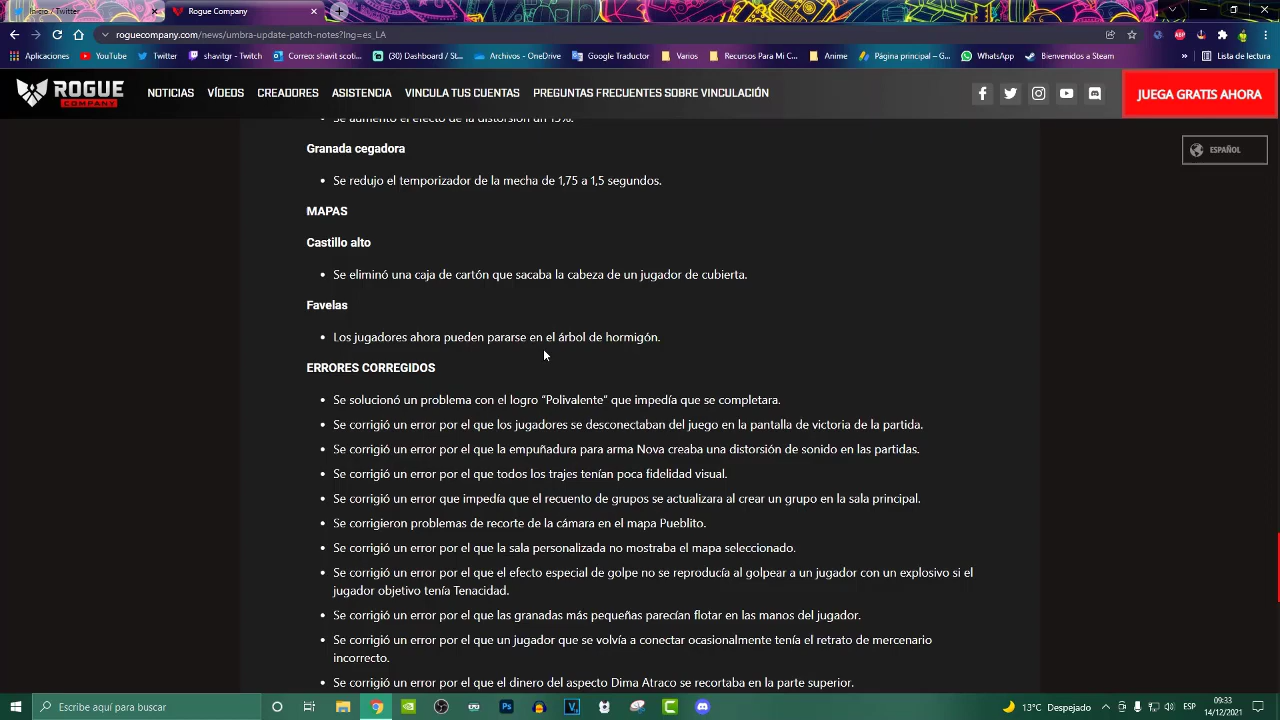 Inicio / Twitter
Rogue Company
roguecompany.com/news/umbra-update-patch-notes?lng=es_LA
Aplicaciones
YouTube
Twitter
shavitgr - Twitch
Correo: shavit scoti...
(30) Dashboard / St...
Archivos - OneDrive
Google Traductor
Varios
Recursos Para Mi C...
Anime
Página principal - G...
WhatsApp
Bienvenidos a Steam
»
Lista de lectura
ROGUE
COMPANY
NOTICIAS
VÍDEOS
CREADORES
ASISTENCIA
VINCULA TUS CUENTAS
PREGUNTAS FRECUENTES SOBRE VINCULACIÓN
JUEGA GRATIS AHORA
ESPAÑOL
Se aumentó el efecto de la distorsión un 15%.
Granada cegadora
• Se redujo el temporizador de la mecha de 1,75 a 1,5 segundos.
MAPAS
Castillo alto
• Se eliminó una caja de cartón que sacaba la cabeza de un jugador de cubierta.
Favelas
• Los jugadores ahora pueden pararse en el árbol de hormigón.
ERRORES CORREGIDOS
• Se solucionó un problema con el logro “Polivalente” que impedía que se completara.
• Se corrigió un error por el que los jugadores se desconectaban del juego en la pantalla de victoria de la partida.
• Se corrigió un error por el que la empuñadura para arma Nova creaba una distorsión de sonido en las partidas.
• Se corrigió un error por el que todos los trajes tenían poca fidelidad visual.
• Se corrigió un error que impedía que el recuento de grupos se actualizara al crear un grupo en la sala principal.
• Se corrigieron problemas de recorte de la cámara en el mapa Pueblito.
• Se corrigió un error por el que la sala personalizada no mostraba el mapa seleccionado.
• Se corrigió un error por el que el efecto especial de golpe no se reproducía al golpear a un jugador con un explosivo si el
jugador objetivo tenía Tenacidad.
• Se corrigió un error por el que las granadas más pequeñas parecían flotar en las manos del jugador.
• Se corrigió un error por el que un jugador que se volvía a conectar ocasionalmente tenía el retrato de mercenario
incorrecto.
• Se corrigió un error por el que el dinero del aspecto Dima Atraco se recortaba en la parte superior.
Escribe aquí para buscar
13°C Despejado
ESP
09:33
14/12/2021